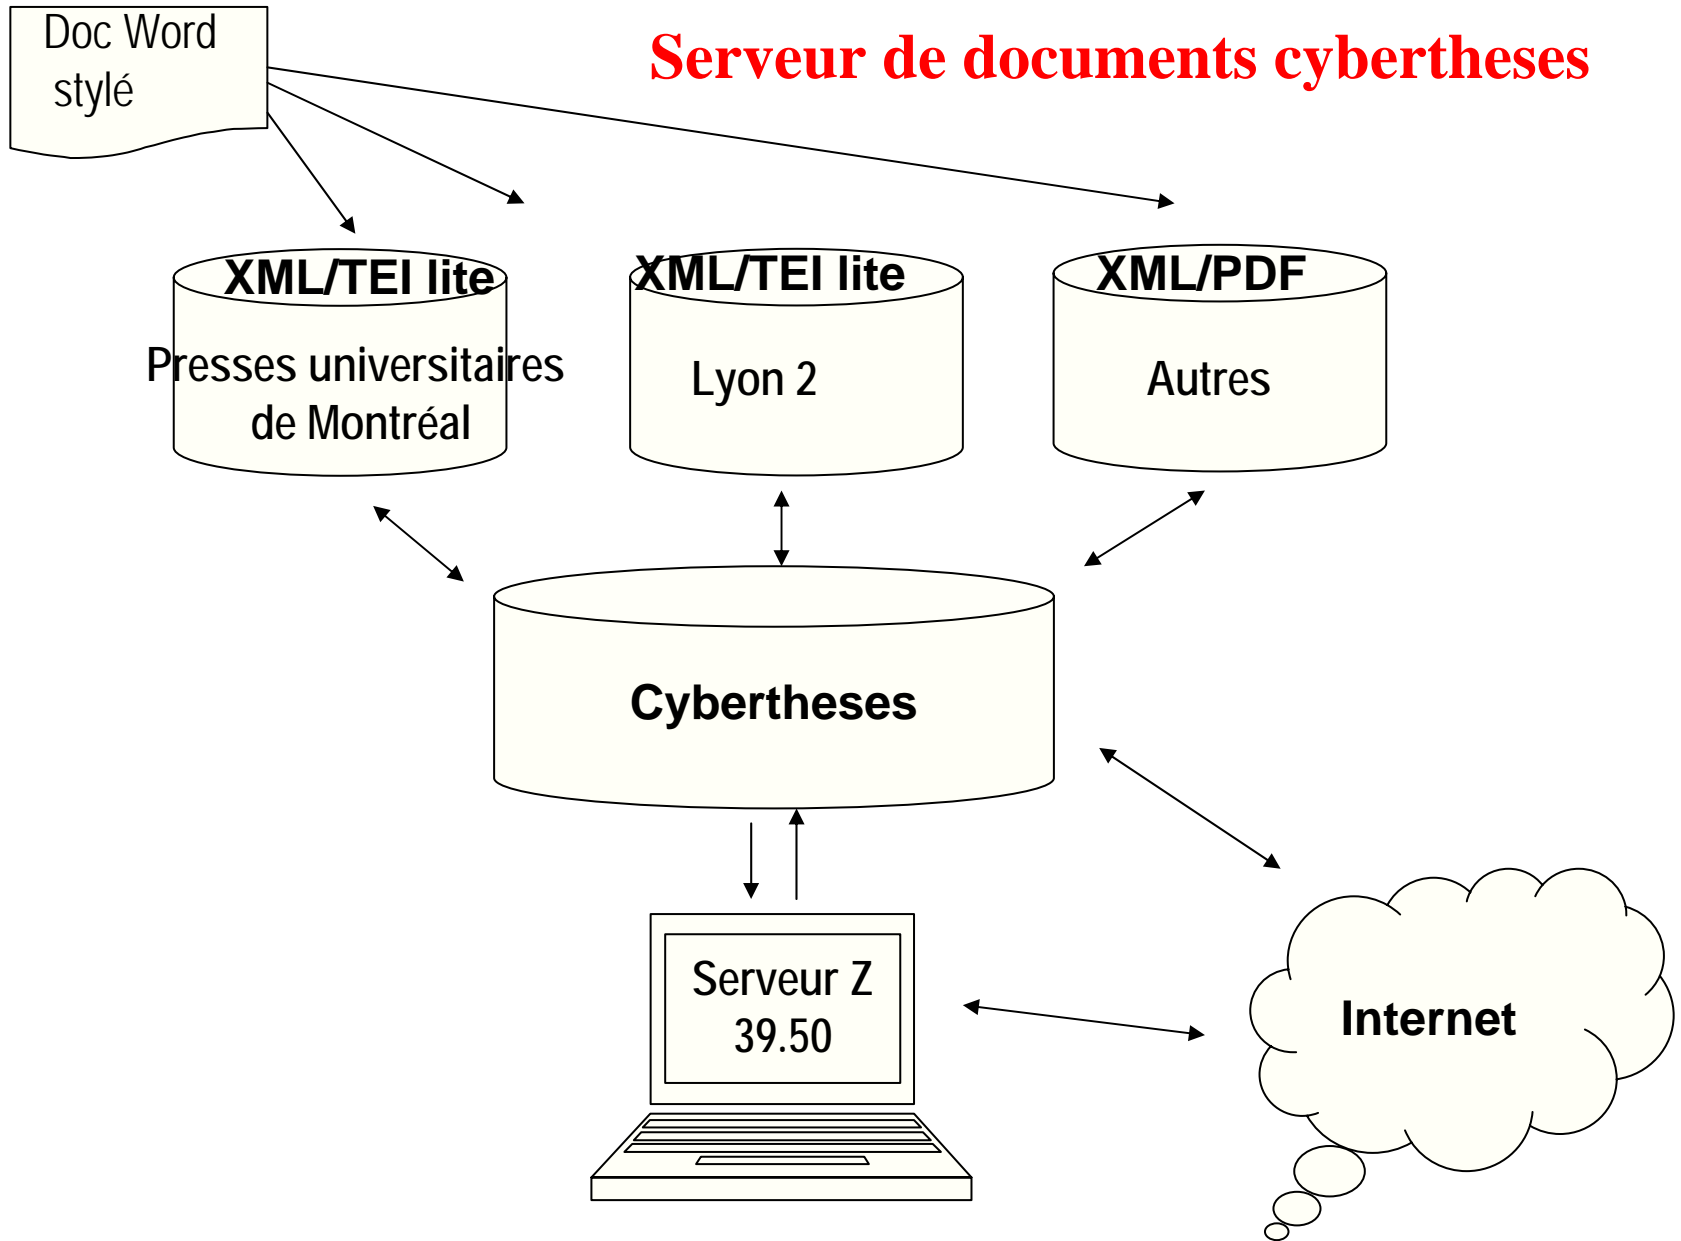 Doc Word
stylé
Serveur de documents cybertheses
XML/TEI lite
Presses universitaires
de Montréal
XML/TEI lite
Lyon 2
XML/PDF
Autres
Cybertheses
Serveur Z
39.50
Internet